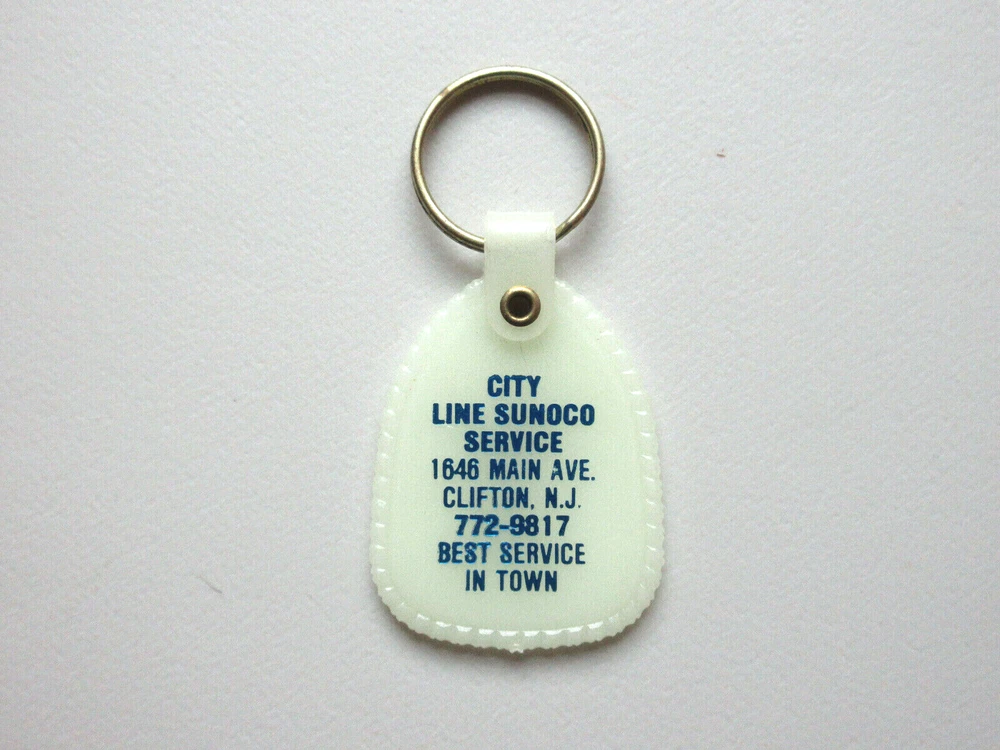 CITY
LINE SUNOCO
SERVICE
1646 MAIN AVE.
CLIFTON, N.J.
772-9817
BEST SERVICE
IN TOWN